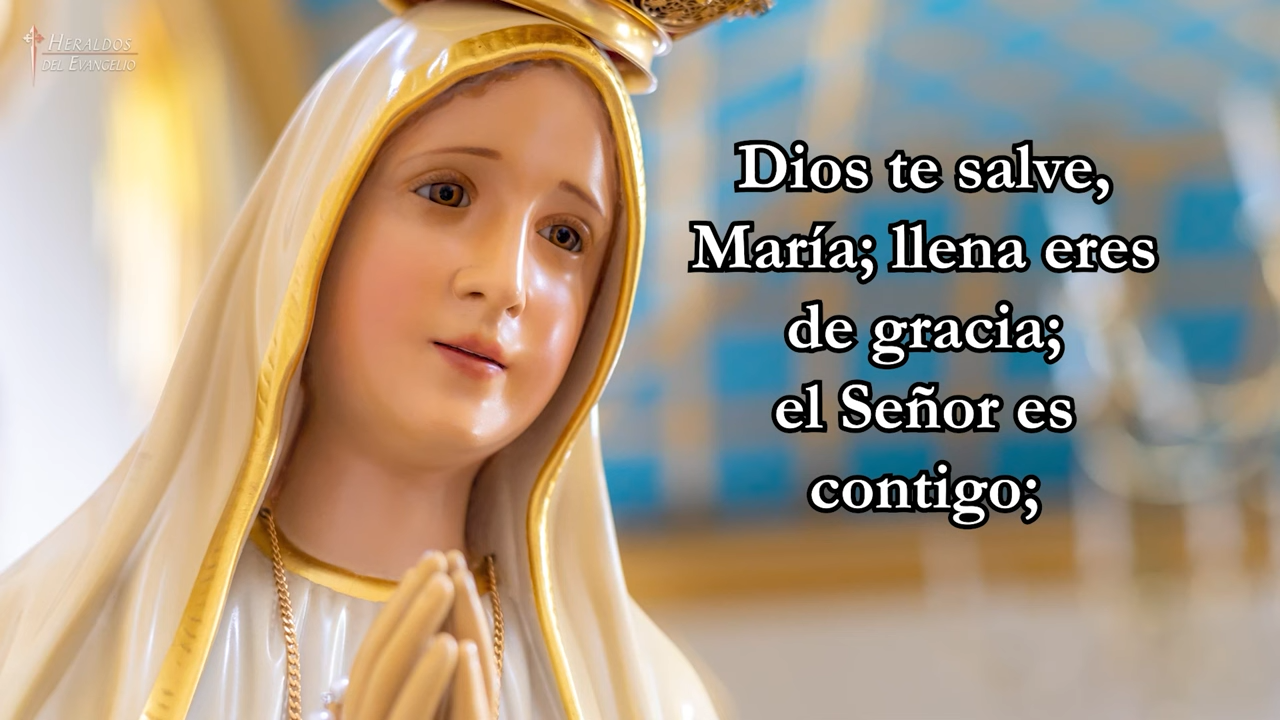 HERALDOS
DEL EVANGELIO
Dios te salve,
María; llena eres
de gracia;
el Señor es
contigo;